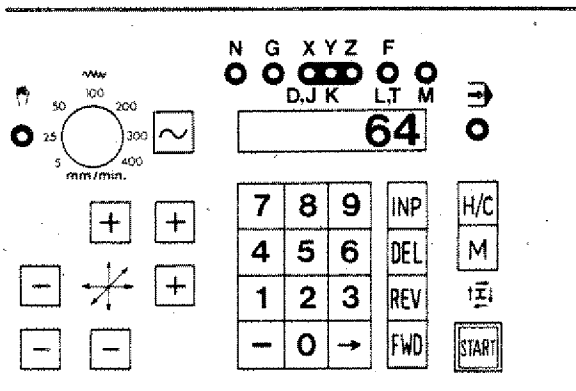 N G X Y Z F
D,J K L,T M
64
50 100 200
25 300
5 400
mm/min.
~
7 8 9 INP H/C
4 5 6 DEL M
1 2 3 REV
- 0 → FWD START
+ +
- +
- -